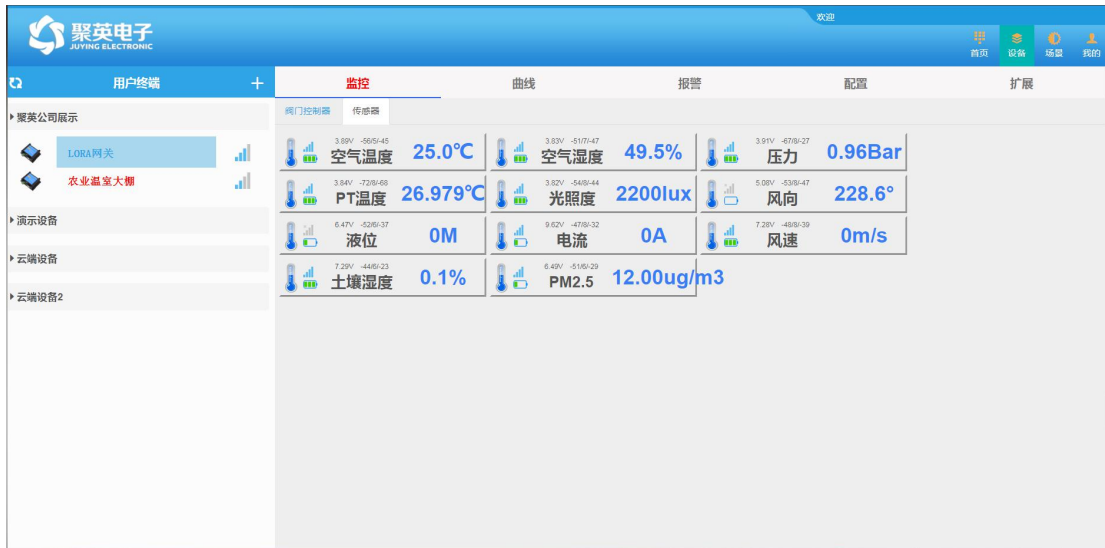 聚英电子
JUYING ELECTRONIC
欢迎
首页 设备 场景 我的
用户终端 +
监控 曲线 报警 配置 扩展
聚英公司展示
LORA网关
农业温室大棚
演示设备
云端设备
云端设备2
阀门控制器 传感器
3.89V -56/5/-45
空气温度 25.0℃
3.83V -51/7/-47
空气湿度 49.5%
3.91V -67/8/-27
压力 0.96Bar
3.84V -72/8/-68
PT温度 26.979℃
3.82V -54/8/-44
光照度 2200lux
5.08V -53/8/-47
风向 228.6°
6.47V -52/6/-37
液位 0M
9.62V -47/8/-32
电流 0A
7.28V -48/8/-39
风速 0m/s
7.29V -44/6/-23
土壤湿度 0.1%
6.49V -51/6/-29
PM2.5 12.00ug/m3